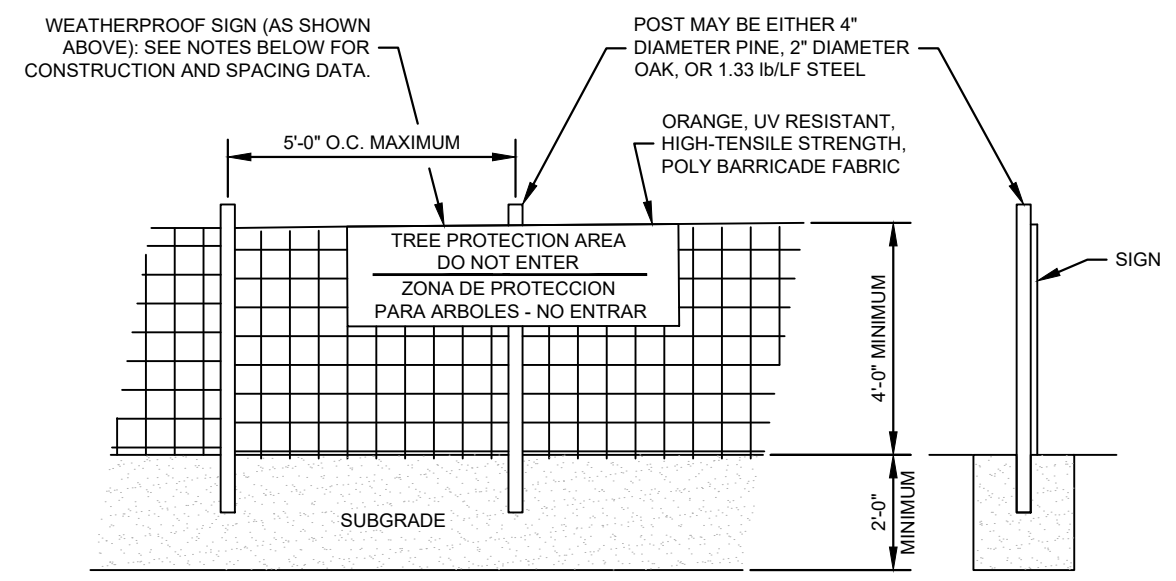 WEATHERPROOF SIGN (AS SHOWN
ABOVE): SEE NOTES BELOW FOR
CONSTRUCTION AND SPACING DATA.
POST MAY BE EITHER 4"
DIAMETER PINE, 2" DIAMETER
OAK, OR 1.33 lb/LF STEEL
ORANGE, UV RESISTANT,
HIGH-TENSILE STRENGTH,
POLY BARRICADE FABRIC
5'-0" O.C. MAXIMUM
TREE PROTECTION AREA
DO NOT ENTER
ZONA DE PROTECCION
PARA ARBOLES - NO ENTRAR
SIGN
4'-0" MINIMUM
2'-0"
MINIMUM
SUBGRADE